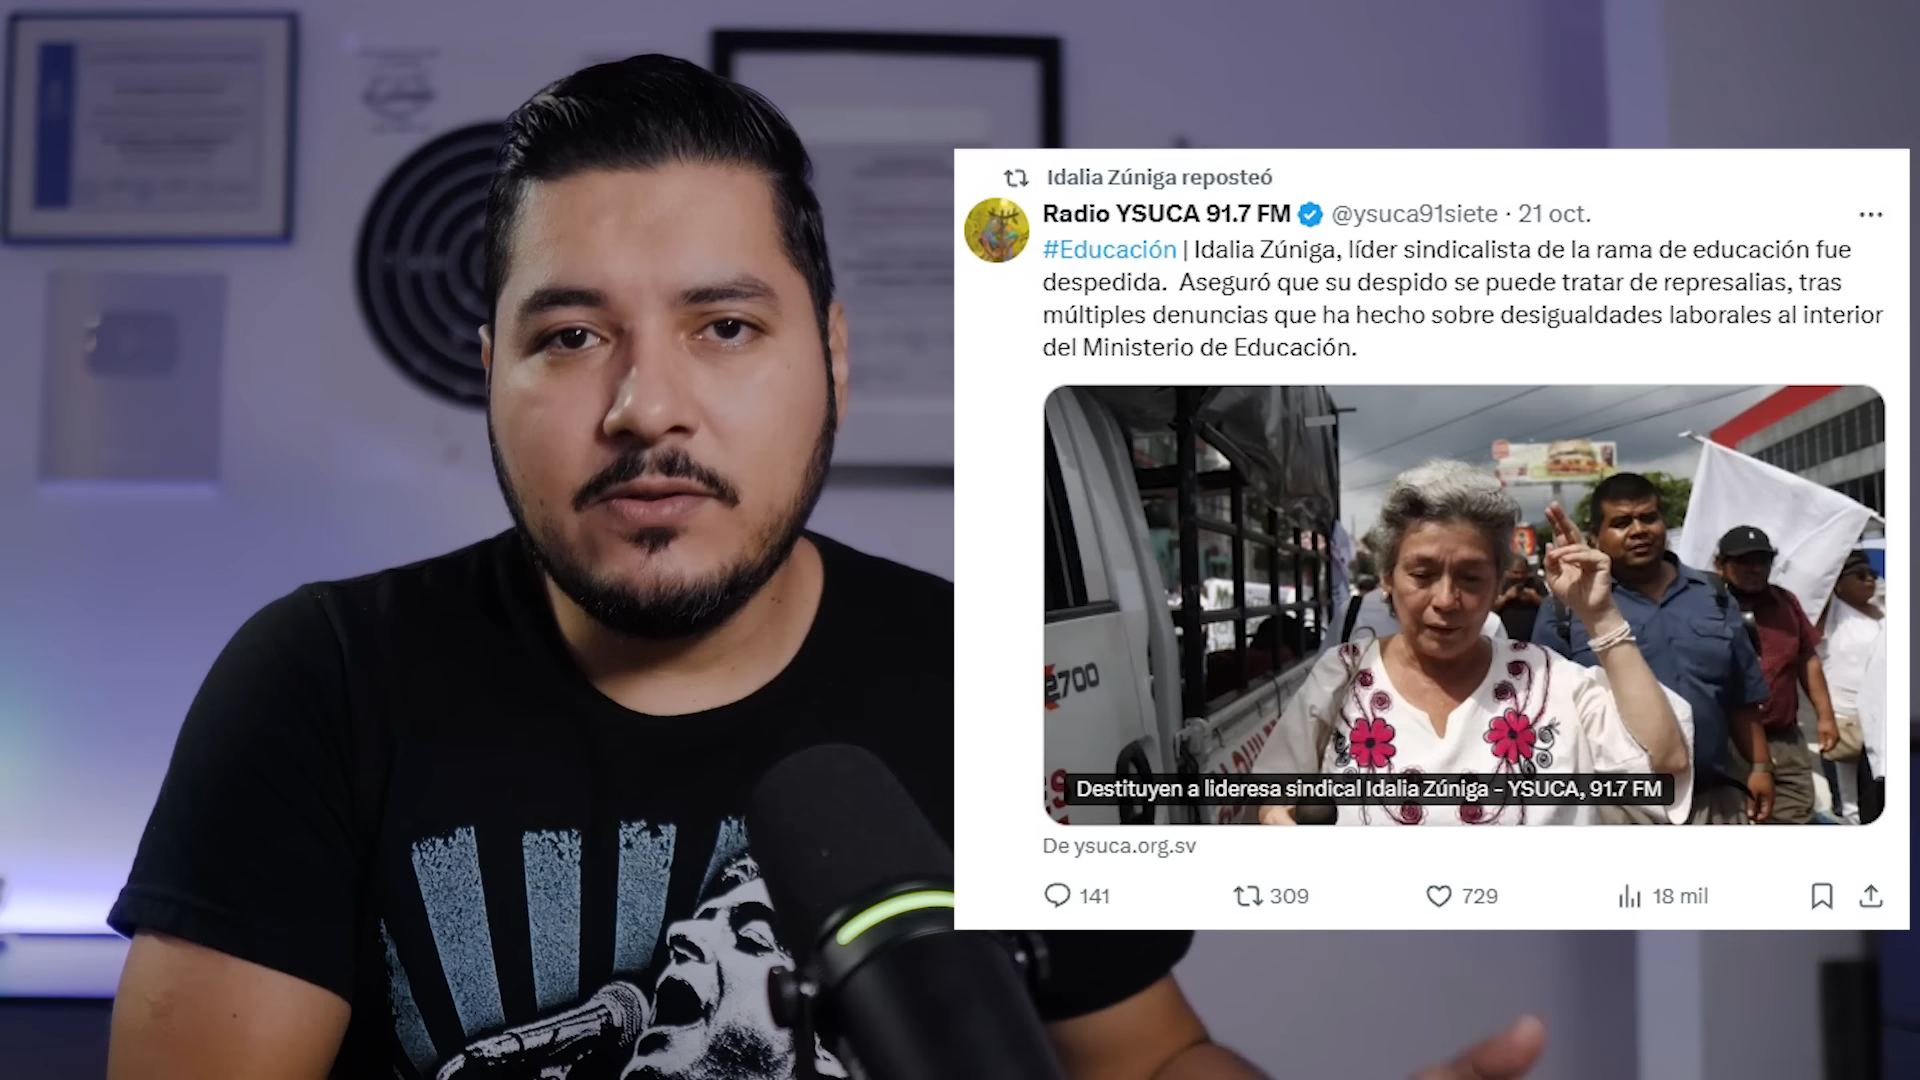 Idalia Zúniga reposteó
Radio YSUCA 91.7 FM @ysuca91siete · 21 oct.
#Educación | Idalia Zúniga, líder sindicalista de la rama de educación fue
despedida. Aseguró que su despido se puede tratar de represalias, tras
múltiples denuncias que ha hecho sobre desigualdades laborales al interior
del Ministerio de Educación.
2700
Destituyen a lideresa sindical Idalia Zúniga - YSUCA, 91.7 FM
De ysuca.org.sv
141 309 729 18 mil